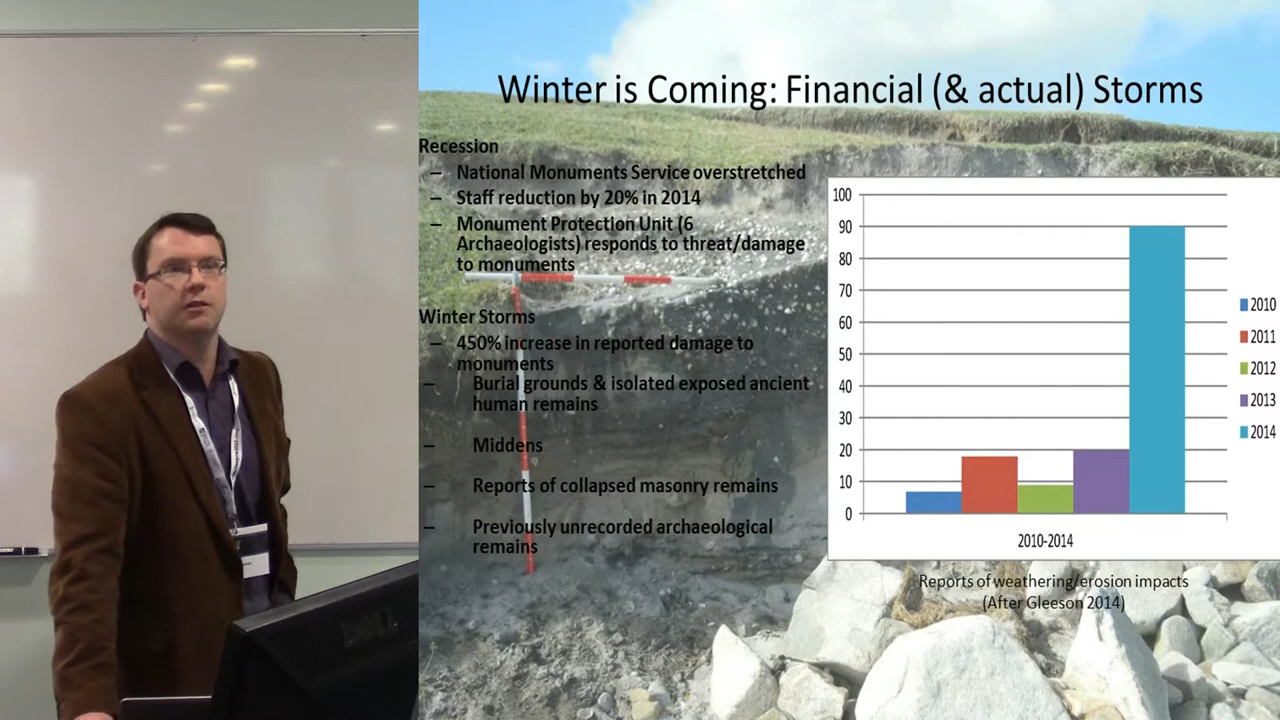 Winter is Coming: Financial (& actual) Storms
Recession
– National Monuments Service overstretched
– Staff reduction by 20% in 2014
– Monument Protection Unit (6
Archaeologists) responds to threat/damage
to monuments
Winter Storms
– 450% increase in reported damage to
monuments
– Burial grounds & isolated exposed ancient
human remains
– Middens
– Reports of collapsed masonry remains
– Previously unrecorded archaeological
remains
100
90
80
70
60
50
40
30
20
10
0
2010-2014
2010
2011
2012
2013
2014
Reports of weathering/erosion impacts
(After Gleeson 2014)